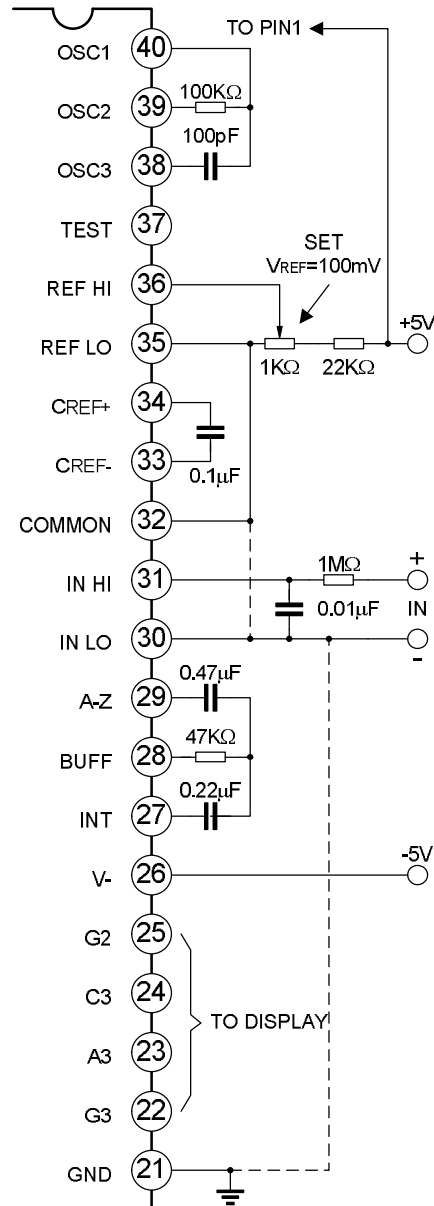 TO PIN1
OSC1 40
100KΩ
OSC2 39
100pF
OSC3 38
TEST 37
SET
VREF=100mV
REF HI 36
+5V
REF LO 35
1KΩ 22KΩ
CREF+ 34
CREF- 33
0.1µF
COMMON 32
1MΩ +
IN HI 31
0.01µF IN
IN LO 30
-
0.47µF
A-Z 29
47KΩ
BUFF 28
0.22µF
INT 27
-5V
V- 26
G2 25
C3 24
TO DISPLAY
A3 23
G3 22
GND 21